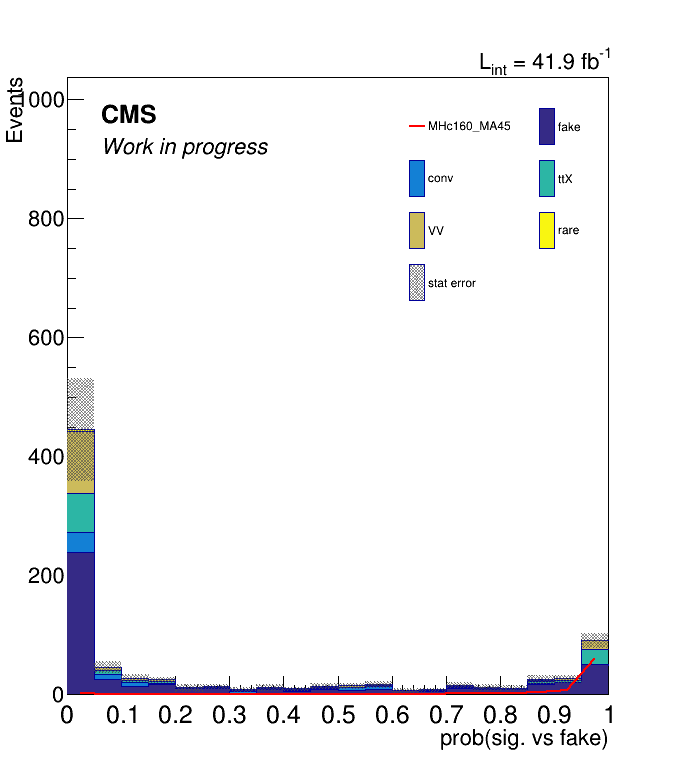 L_int = 41.9 fb^-1
Events
CMS
Work in progress
MHc160_MA45
fake
conv
ttX
VV
rare
stat error
1000
800
600
400
200
0
0 0.1 0.2 0.3 0.4 0.5 0.6 0.7 0.8 0.9 1
prob(sig. vs fake)